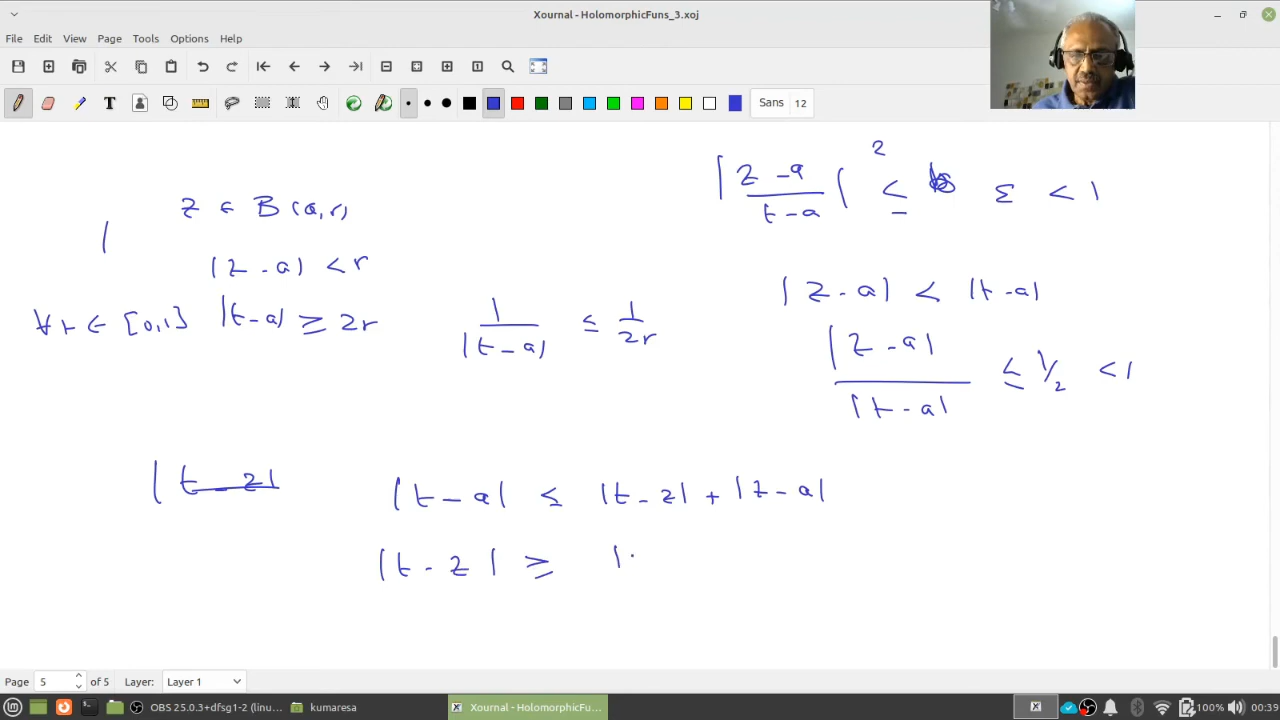 Xournal - HolomorphicFuns_3.xoj
File Edit View Page Tools Options Help
Sans 12
z ∈ B(a,r)
|z-a| < r
∀ r ∈ [0,1] |t-a| ≥ 2r
1/|t-a| ≤ 1/2r
|z-a/t-a| 2 ≤ Σ < 1
|z-a| < |t-a|
|z-a|/|t-a| ≤ 1/2 < 1
|t-z|
|t-a| ≤ |t-z| + |z-a|
|t-z| ≥ |
Page 5 of 5 Layer: Layer 1
OBS 25.0.3+dfsg1-2 (linu... kumaresa Xournal - HolomorphicFu... 100% 00:39